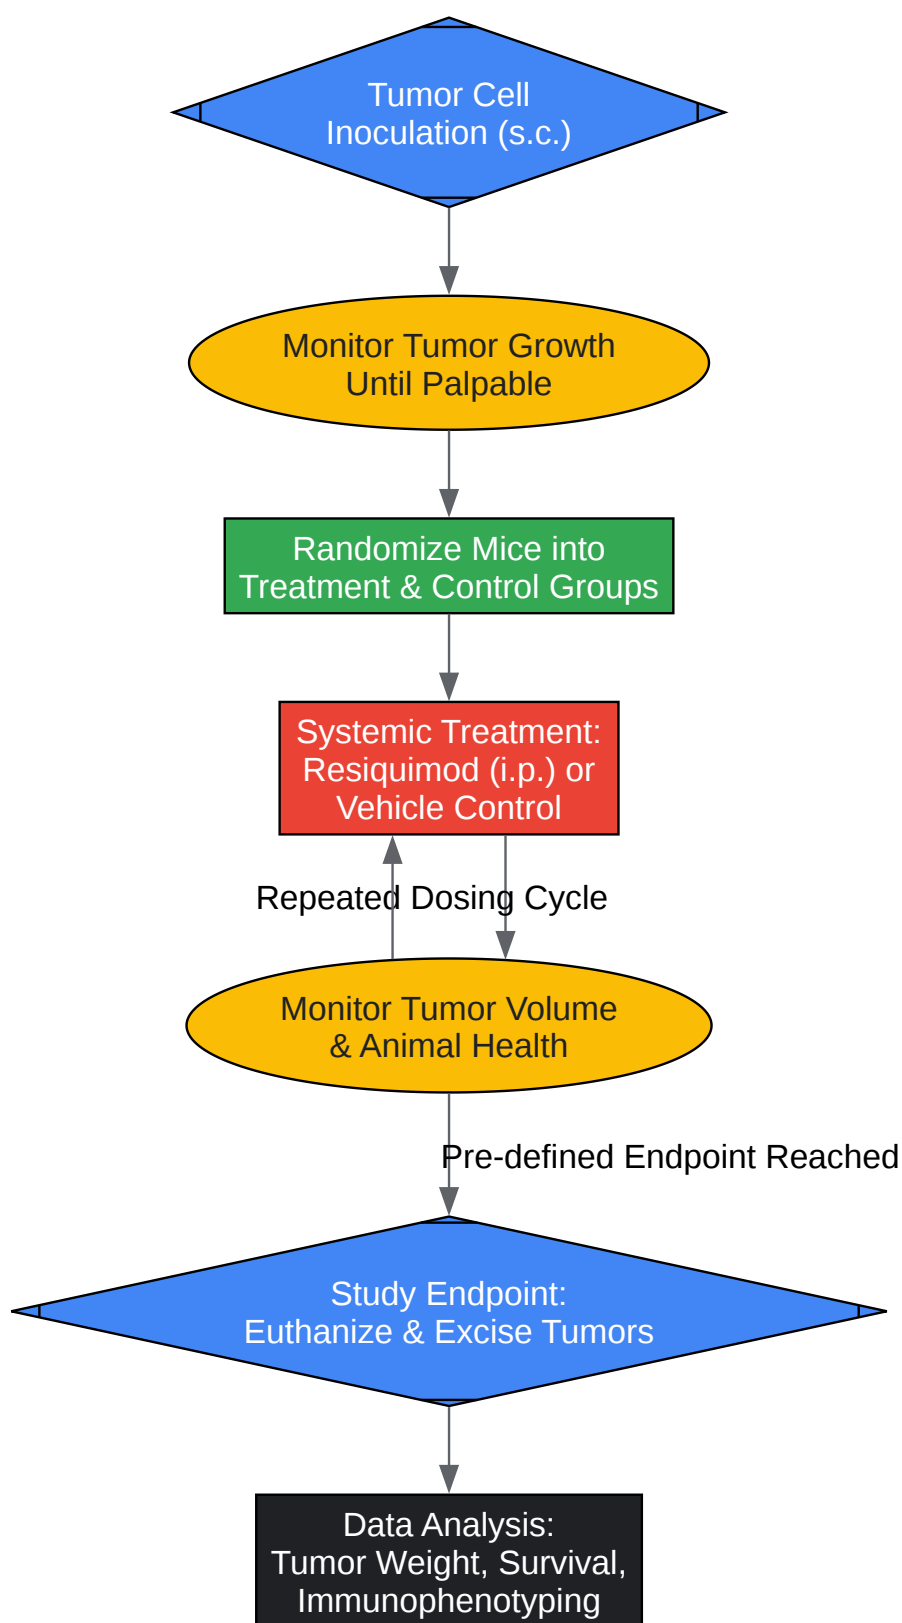 Tumor Cell
Inoculation (s.c.)
Monitor Tumor Growth
Until Palpable
Randomize Mice into
Treatment & Control Groups
Systemic Treatment:
Resiquimod (i.p.) or
Vehicle Control
Repeated Dosing Cycle
Monitor Tumor Volume
& Animal Health
Pre-defined Endpoint Reached
Study Endpoint:
Euthanize & Excise Tumors
Data Analysis:
Tumor Weight, Survival,
Immunophenotyping